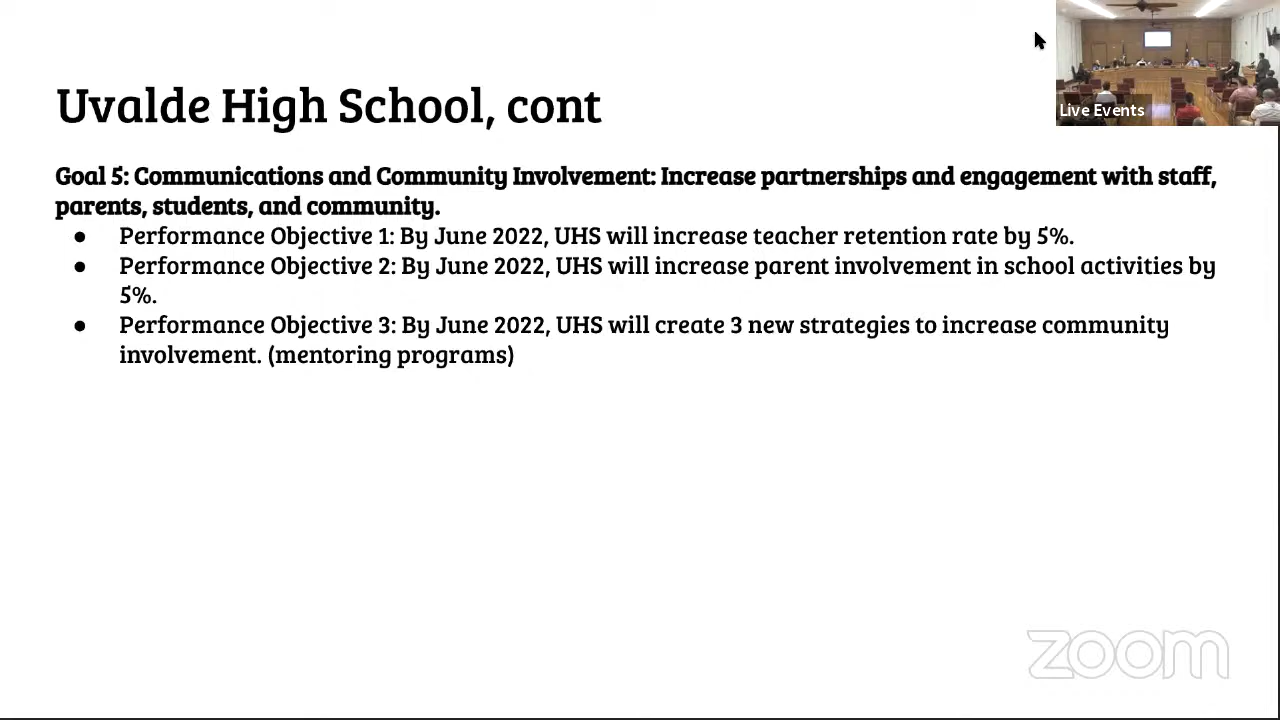 Live Events
Uvalde High School, cont
Goal 5: Communications and Community Involvement: Increase partnerships and engagement with staff,
parents, students, and community.
● Performance Objective 1: By June 2022, UHS will increase teacher retention rate by 5%.
● Performance Objective 2: By June 2022, UHS will increase parent involvement in school activities by
5%.
● Performance Objective 3: By June 2022, UHS will create 3 new strategies to increase community
involvement. (mentoring programs)
zoom